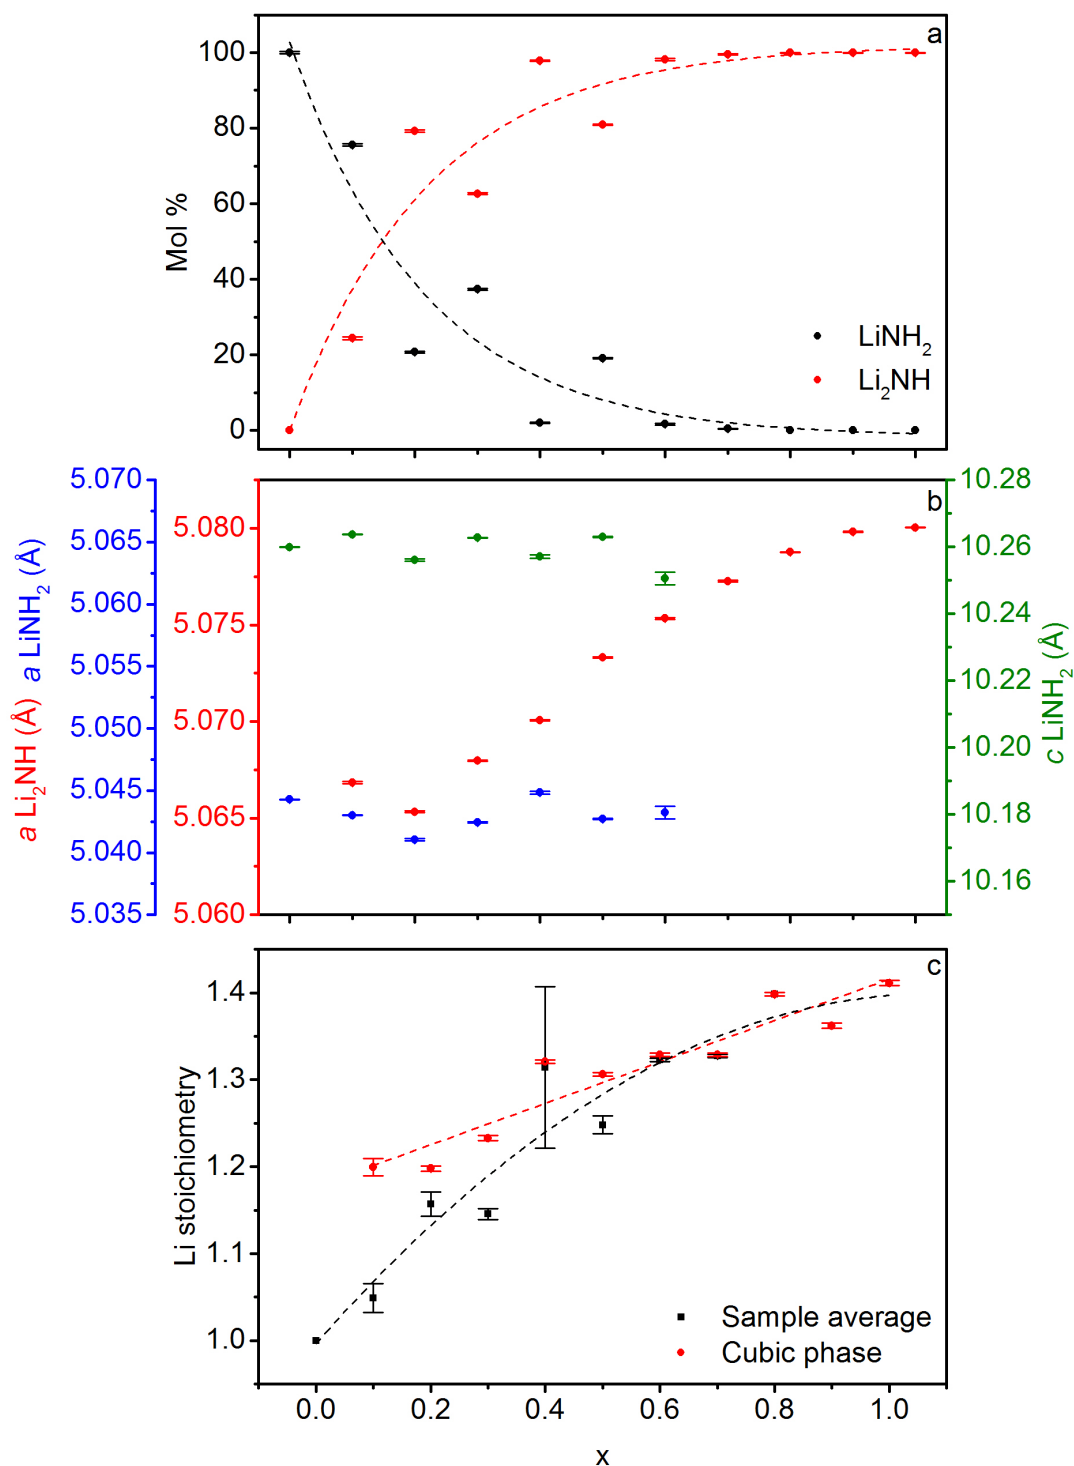 a
100
80
60
40
20
0
Mol %
LiNH2
Li2NH
b
5.070
5.065
5.060
5.055
5.050
5.045
5.040
5.035
a Li2NH (Å) a LiNH2 (Å)
5.080
5.075
5.070
5.065
5.060
10.28
10.26
10.24
10.22
10.20
10.18
10.16
c LiNH2 (Å)
c
1.4
1.3
1.2
1.1
1.0
Li stoichiometry
Sample average
Cubic phase
0.0 0.2 0.4 0.6 0.8 1.0
x